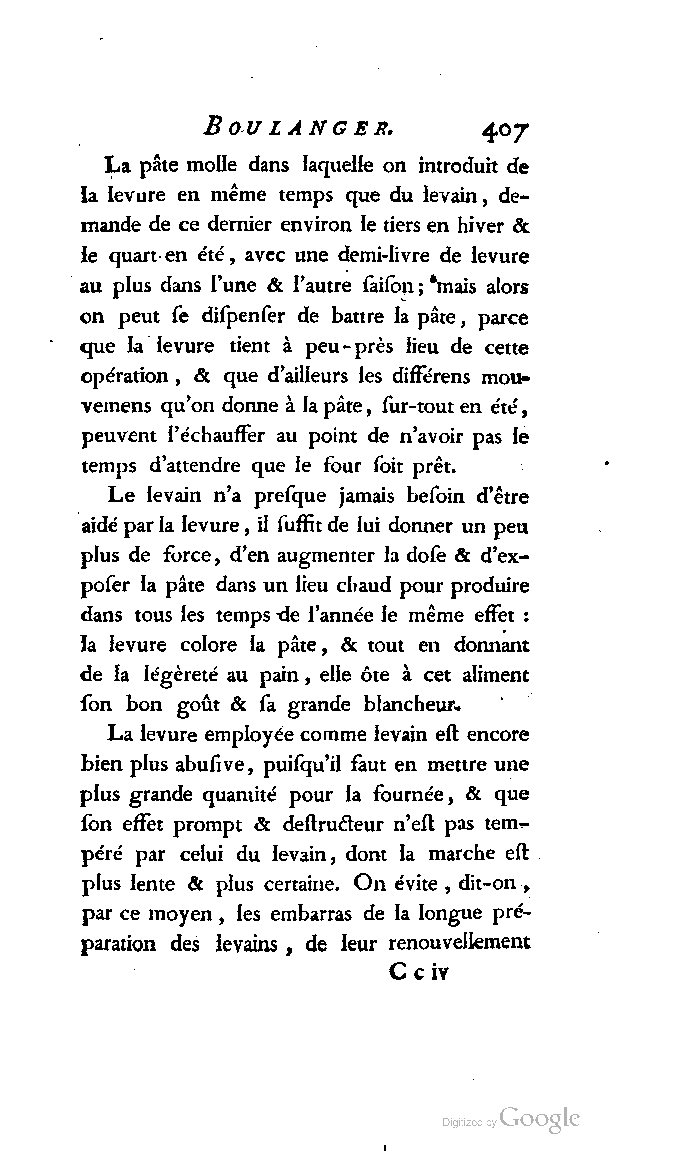 BOULANGER. 407
La pâte molle dans laquelle on introduit de
la levure en même temps que du levain, de-
mande de ce dernier environ le tiers en hiver &
le quart en été, avec une demi-livre de levure
au plus dans l'une & l'autre ſaiſon; mais alors
on peut ſe diſpenſer de battre la pâte, parce
que la levure tient à peu-près lieu de cette
opération, & que d'ailleurs les différens mou-
vemens qu'on donne à la pâte, ſur-tout en été,
peuvent l'échauffer au point de n'avoir pas le
temps d'attendre que le four ſoit prêt.
Le levain n'a preſque jamais beſoin d'être
aidé par la levure, il ſuffit de lui donner un peu
plus de force, d'en augmenter la doſe & d'ex-
poſer la pâte dans un lieu chaud pour produire
dans tous les temps de l'année le même effet :
la levure colore la pâte, & tout en donnant
de la légèreté au pain, elle ôte à cet aliment
ſon bon goût & ſa grande blancheur.
La levure employée comme levain eſt encore
bien plus abuſive, puiſqu'il faut en mettre une
plus grande quantité pour la fournée, & que
ſon effet prompt & deſtructeur n'eſt pas tem-
péré par celui du levain, dont la marche eſt
plus lente & plus certaine. On évite, dit-on,
par ce moyen, les embarras de la longue pré-
paration des levains, de leur renouvellement
C c iv
Digitized by Google